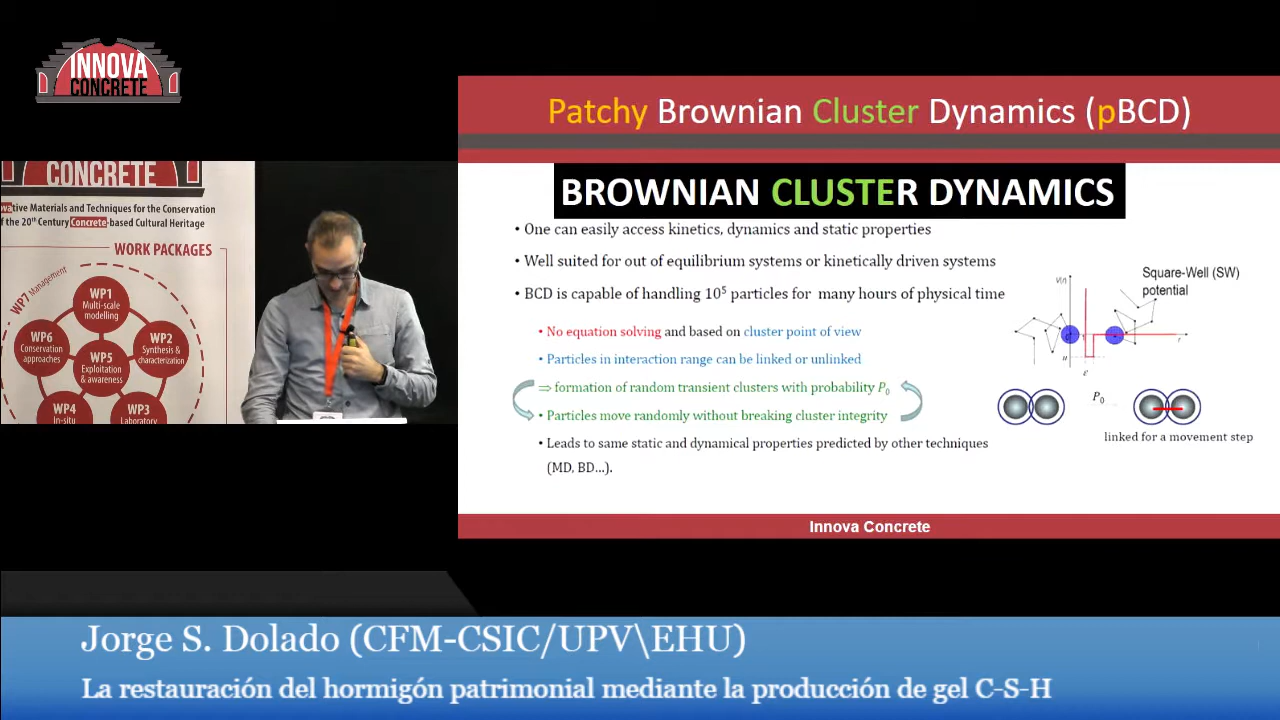 INNOVA
CONCRETE
CONCRETE
vative Materials and Techniques for the Conservation
of the 20th Century Concrete-based Cultural Heritage
WORK PACKAGES
WP7 Management
WP1
Multi-scale
modelling
WP6
Conservation
approaches
WP2
Synthesis &
characterization
WP5
Exploitation
& awareness
WP4
In-situ
WP3
Laboratory
Patchy Brownian Cluster Dynamics (pBCD)
BROWNIAN CLUSTER DYNAMICS
• One can easily access kinetics, dynamics and static properties
• Well suited for out of equilibrium systems or kinetically driven systems
• BCD is capable of handling 10⁵ particles for many hours of physical time
• No equation solving and based on cluster point of view
• Particles in interaction range can be linked or unlinked
⇒ formation of random transient clusters with probability P₀
• Particles move randomly without breaking cluster integrity
• Leads to same static and dynamical properties predicted by other techniques
(MD, BD...).
Square-Well (SW)
potential
V(r)
r
ε
P₀
linked for a movement step
Innova Concrete
Jorge S. Dolado (CFM-CSIC/UPV\EHU)
La restauración del hormigón patrimonial mediante la producción de gel C-S-H